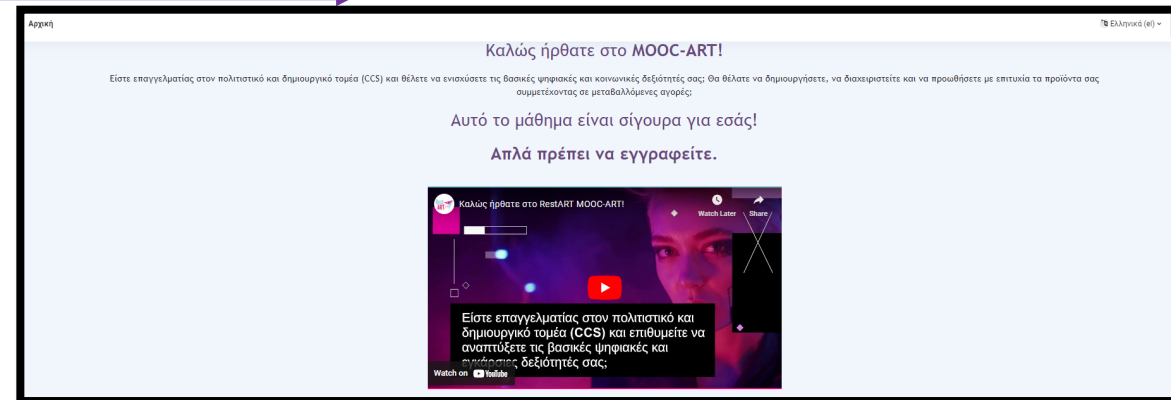 Αρχική
Ελληνικά (el)
Καλώς ήρθατε στο MOOC-ART!
Είστε επαγγελματίας στον πολιτιστικό και δημιουργικό τομέα (CCS) και θέλετε να ενισχύσετε τις βασικές ψηφιακές και κοινωνικές δεξιότητές σας; Θα θέλατε να δημιουργήσετε, να διαχειριστείτε και να προωθήσετε με επιτυχία τα προϊόντα σας
συμμετέχοντας σε μεταβαλλόμενες αγορές;
Αυτό το μάθημα είναι σίγουρα για εσάς!
Απλά πρέπει να εγγραφείτε.
Καλώς ήρθατε στο RestART MOOC-ART!
Watch Later
Share
Είστε επαγγελματίας στον πολιτιστικό και
δημιουργικό τομέα (CCS) και επιθυμείτε να
αναπτύξετε τις βασικές ψηφιακές και
εγκάρσιες δεξιότητές σας;
Watch on YouTube